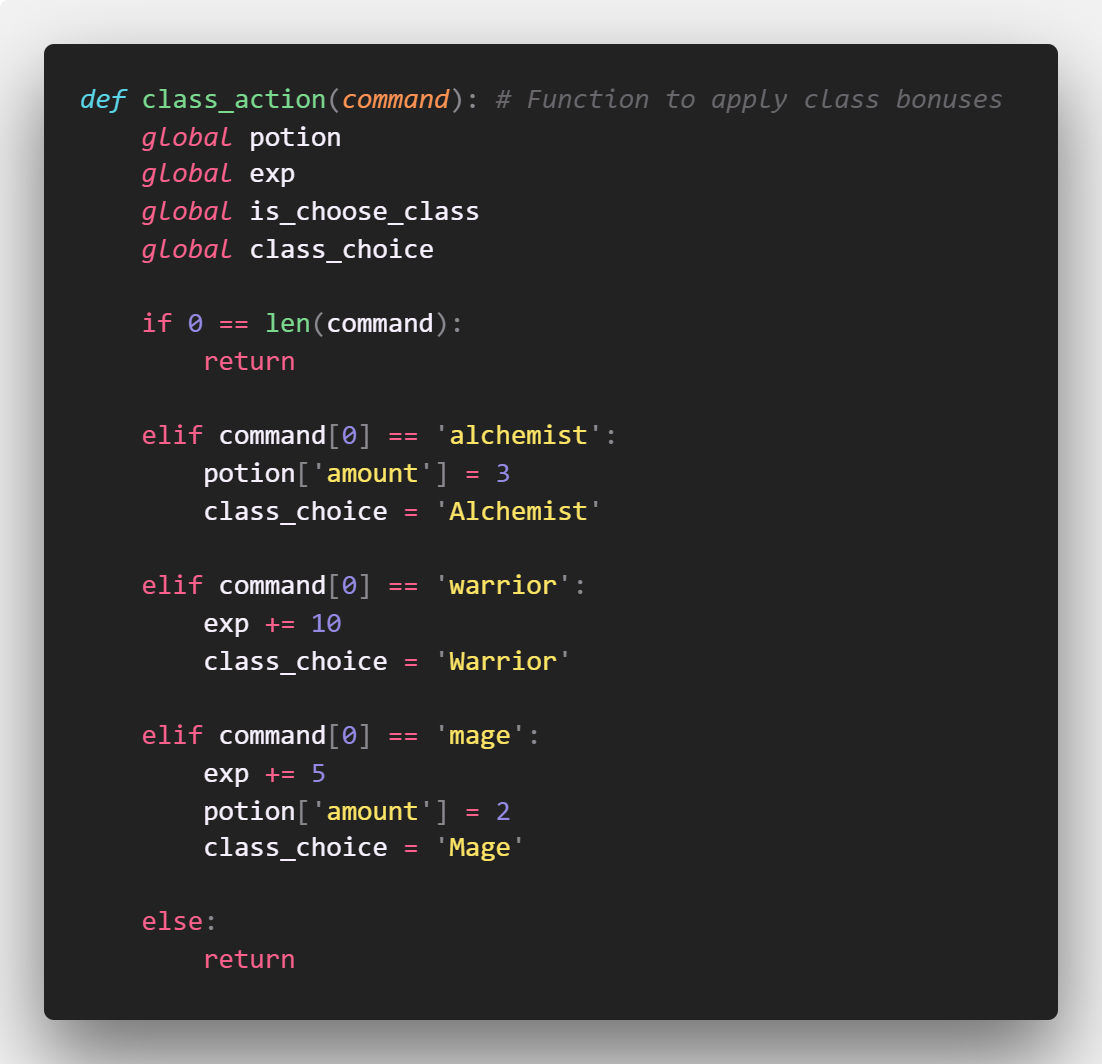 def class_action(command): # Function to apply class bonuses
    global potion
    global exp
    global is_choose_class
    global class_choice

    if 0 == len(command):
        return

    elif command[0] == 'alchemist':
        potion['amount'] = 3
        class_choice = 'Alchemist'

    elif command[0] == 'warrior':
        exp += 10
        class_choice = 'Warrior'

    elif command[0] == 'mage':
        exp += 5
        potion['amount'] = 2
        class_choice = 'Mage'

    else:
        return